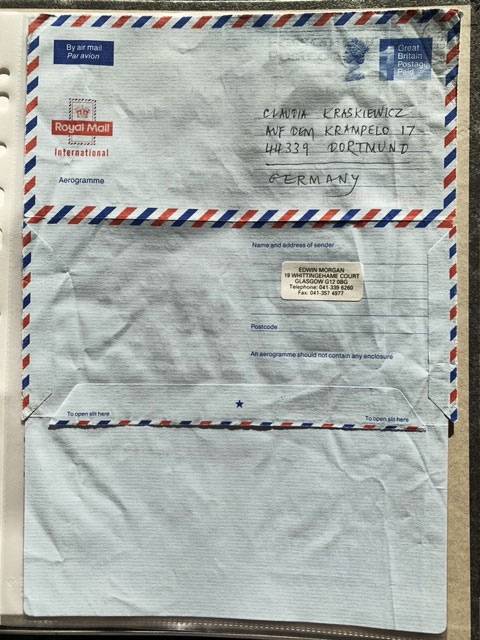 By air mail
Par avion
Great
Britain
Postage
Paid
Royal Mail
International
Aerogramme
CLAUDIA KRASKIEWICZ
AUF DEM KRAMPELO 17
44339 DORTMUND
GERMANY
Name and address of sender
EDWIN MORGAN
19 WHITTINGEHAME COURT
GLASGOW G12 0BG
Telephone: 041-339 6260
Fax: 041-357 4977
Postcode
An aerogramme should not contain any enclosure
To open slit here
To open slit here